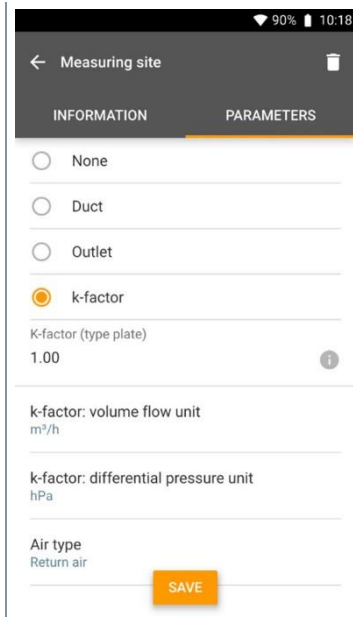 90% 10:18
Measuring site
INFORMATION PARAMETERS
None
Duct
Outlet
k-factor
K-factor (type plate)
1.00
k-factor: volume flow unit
m³/h
k-factor: differential pressure unit
hPa
Air type
Return air
SAVE